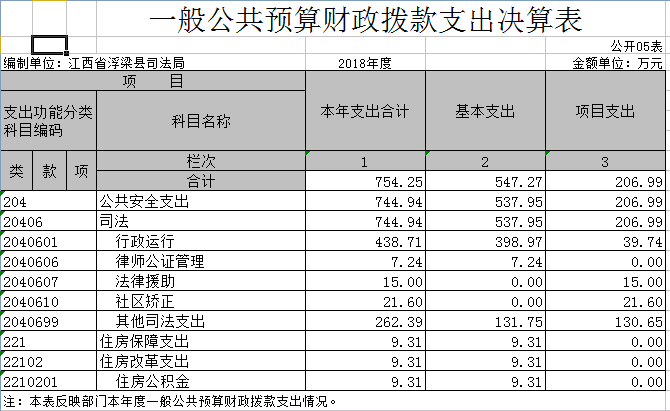 一般公共预算财政拨款支出决算表
公开05表
编制单位：江西省浮梁县司法局 2018年度 金额单位：万元
项 目 本年支出合计 基本支出 项目支出
支出功能分类科目编码 科目名称
类 款 项 栏次 1 2 3
合计 754.25 547.27 206.99
204 公共安全支出 744.94 537.95 206.99
20406 司法 744.94 537.95 206.99
2040601 行政运行 438.71 398.97 39.74
2040606 律师公证管理 7.24 7.24 0.00
2040607 法律援助 15.00 0.00 15.00
2040610 社区矫正 21.60 0.00 21.60
2040699 其他司法支出 262.39 131.75 130.65
221 住房保障支出 9.31 9.31 0.00
22102 住房改革支出 9.31 9.31 0.00
2210201 住房公积金 9.31 9.31 0.00
注：本表反映部门本年度一般公共预算财政拨款支出情况。